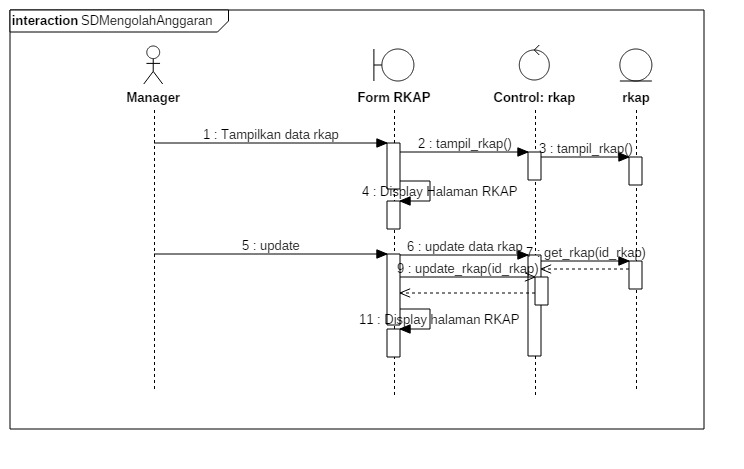 interaction SDMengolahAnggaran
Manager
Form RKAP
Control: rkap
rkap
1 : Tampilkan data rkap
2 : tampil_rkap()
3 : tampil_rkap()
4 : Display Halaman RKAP
5 : update
6 : update data rkap
7 : get_rkap(id_rkap)
9 : update_rkap(id_rkap)
11 : Display halaman RKAP